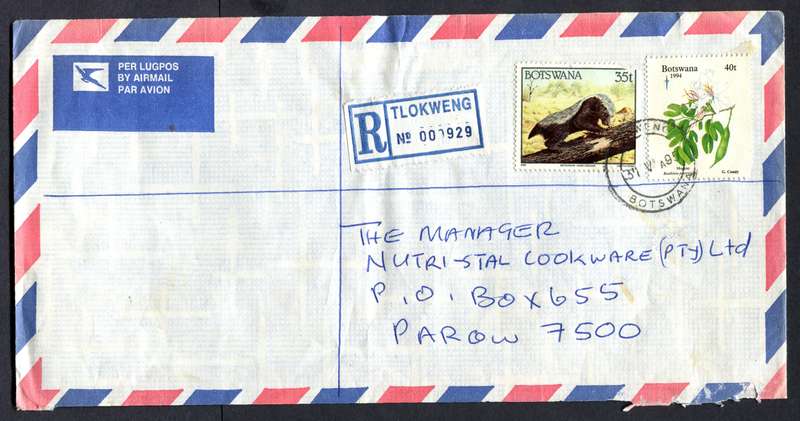 PER LUGPOS
BY AIRMAIL
PAR AVION
R
TLOKWENG
Nº 000929
BOTSWANA 35t
Botswana 40t
1994
G. Condy
BOTSWANA
THE MANAGER
NUTRI-STAL COOKWARE (PTY) Ltd
P.O. BOX 655
PAROW 7500